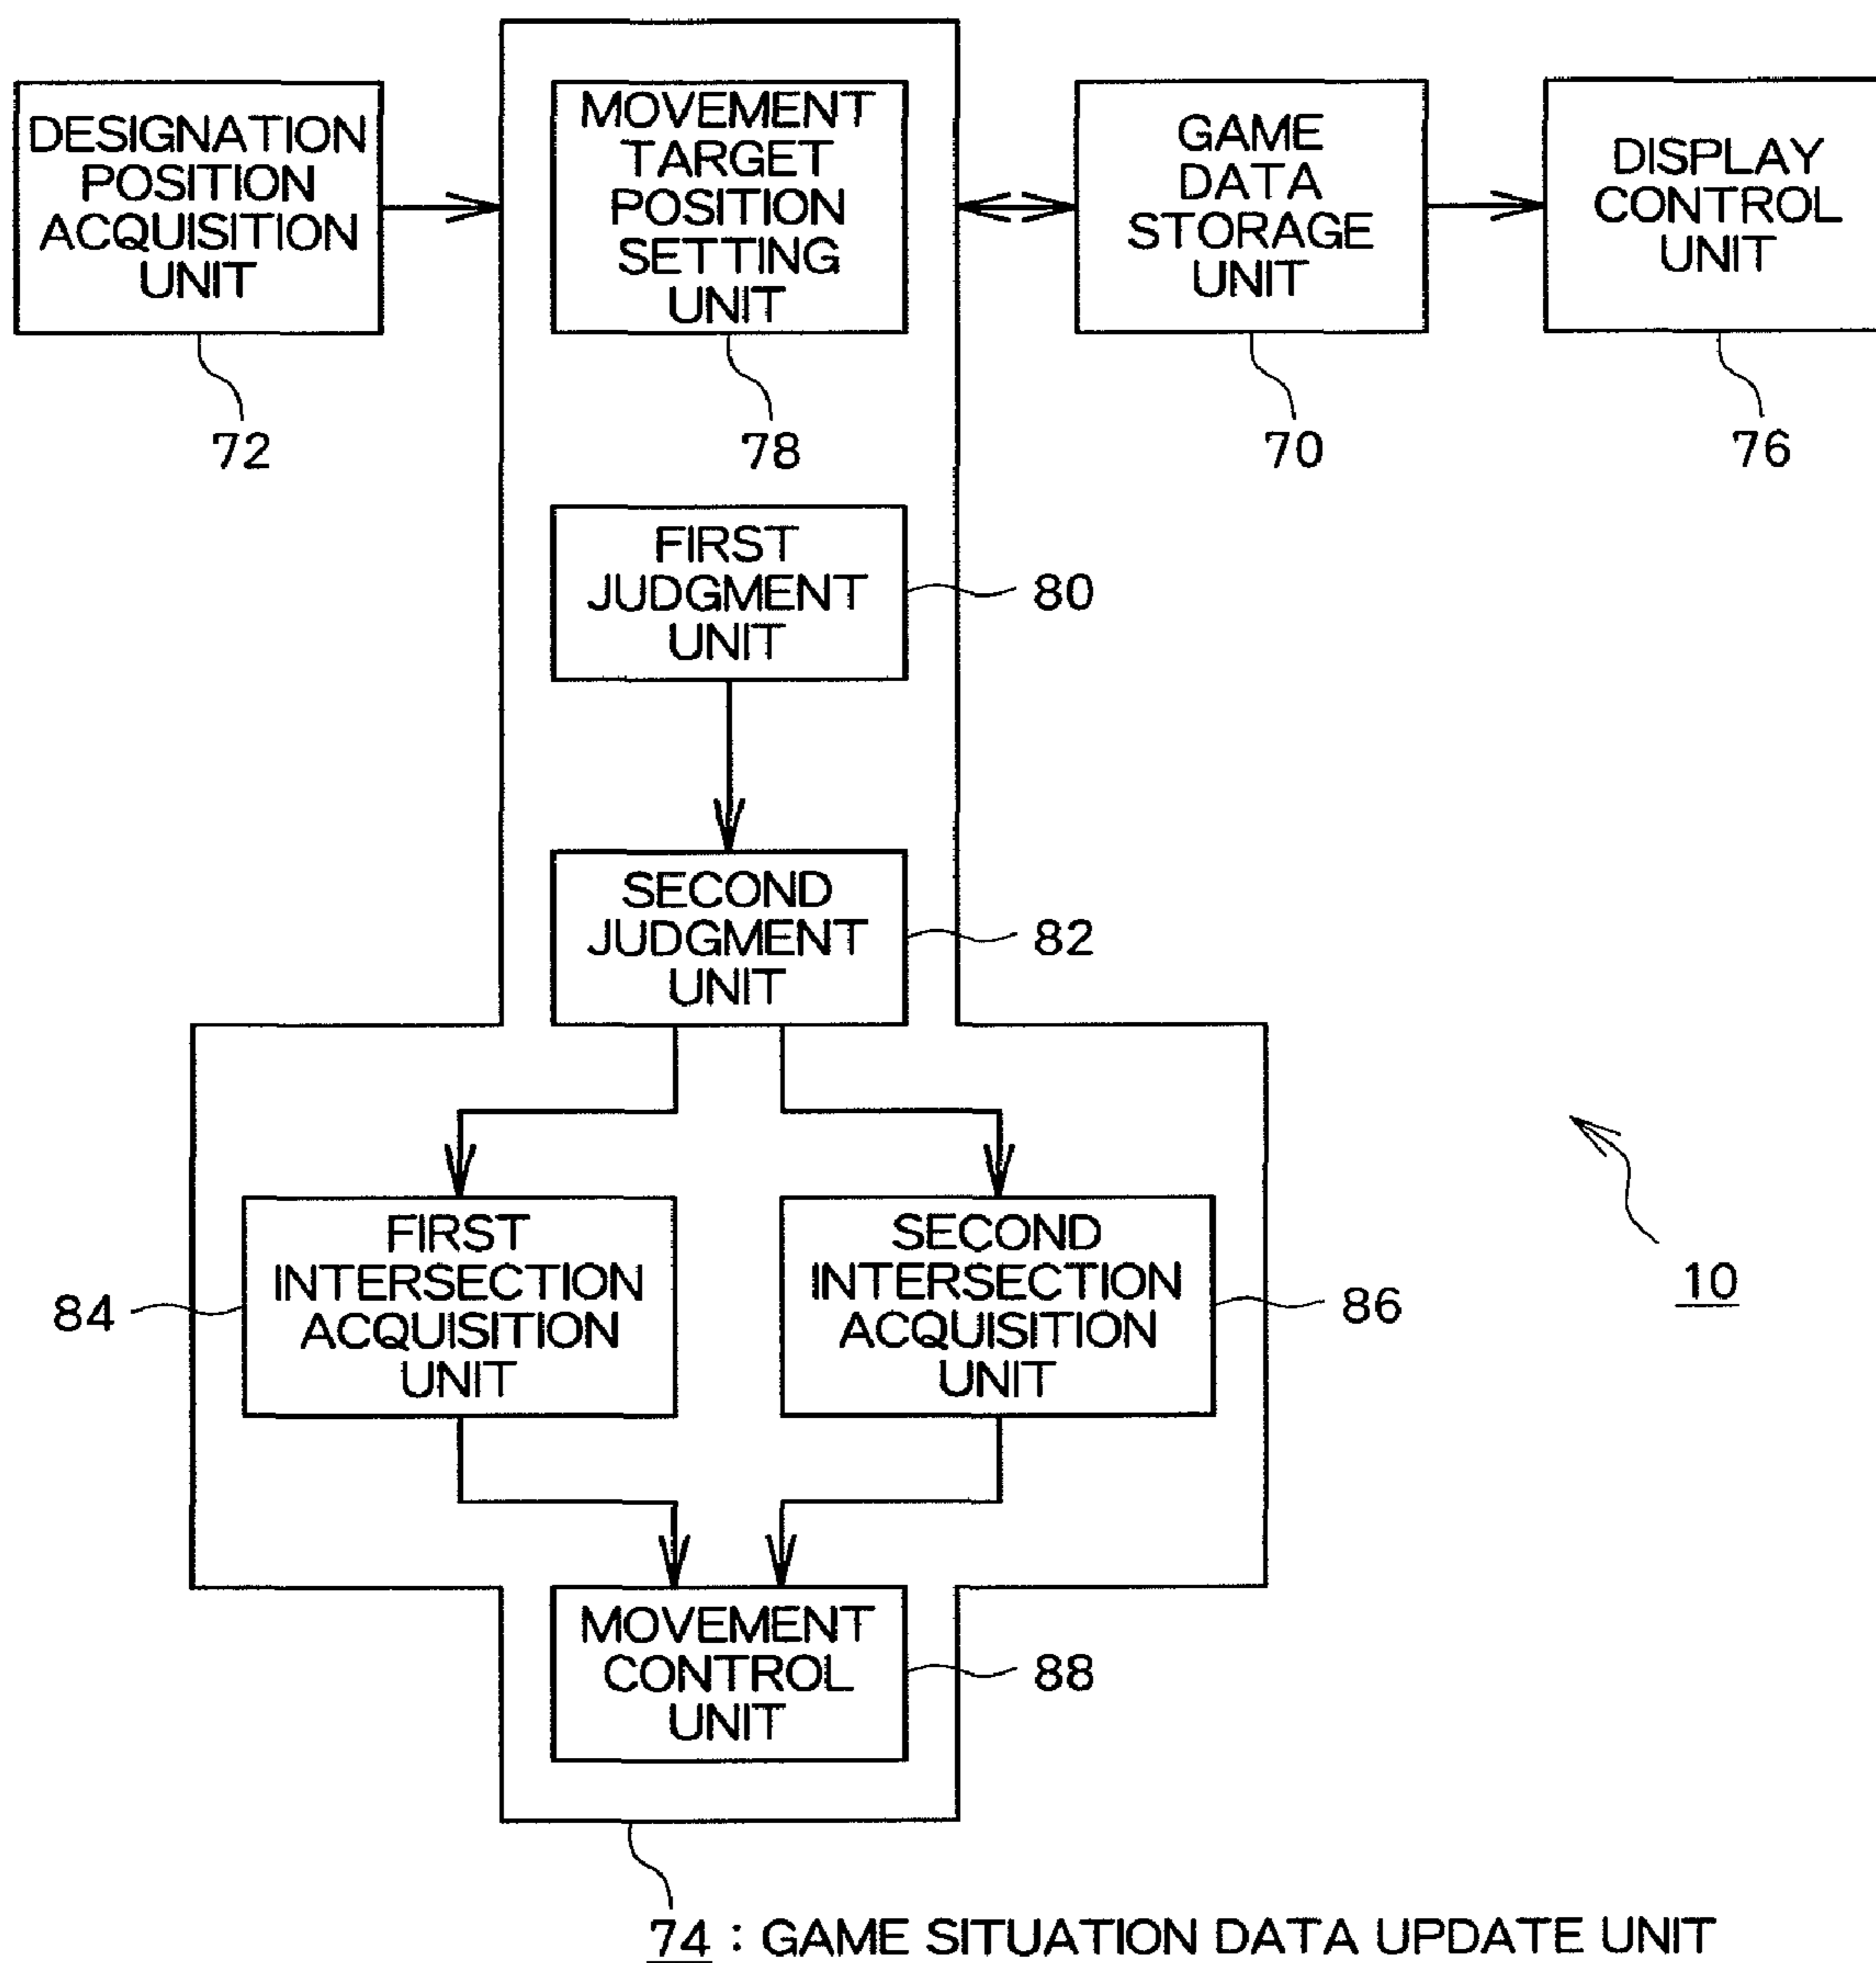 DESIGNATION
POSITION
ACQUISITION
UNIT
72
MOVEMENT
TARGET
POSITION
SETTING
UNIT
78
GAME
DATA
STORAGE
UNIT
70
DISPLAY
CONTROL
UNIT
76
FIRST
JUDGMENT
UNIT
80
SECOND
JUDGMENT
UNIT
82
FIRST
INTERSECTION
ACQUISITION
UNIT
84
SECOND
INTERSECTION
ACQUISITION
UNIT
86
10
MOVEMENT
CONTROL
UNIT
88
74 : GAME SITUATION DATA UPDATE UNIT